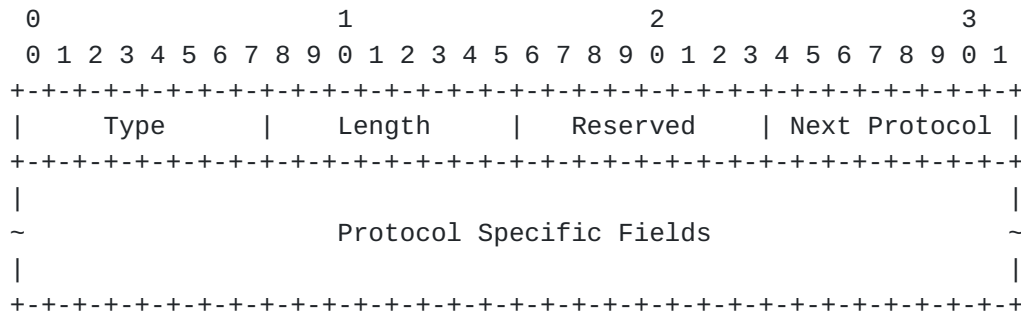 0                   1                   2                   3
 0 1 2 3 4 5 6 7 8 9 0 1 2 3 4 5 6 7 8 9 0 1 2 3 4 5 6 7 8 9 0 1
+-+-+-+-+-+-+-+-+-+-+-+-+-+-+-+-+-+-+-+-+-+-+-+-+-+-+-+-+-+-+-+-+
|     Type      |    Length     |   Reserved    | Next Protocol |
+-+-+-+-+-+-+-+-+-+-+-+-+-+-+-+-+-+-+-+-+-+-+-+-+-+-+-+-+-+-+-+-+
|                                                               |
~                    Protocol Specific Fields                   ~
|                                                               |
+-+-+-+-+-+-+-+-+-+-+-+-+-+-+-+-+-+-+-+-+-+-+-+-+-+-+-+-+-+-+-+-+